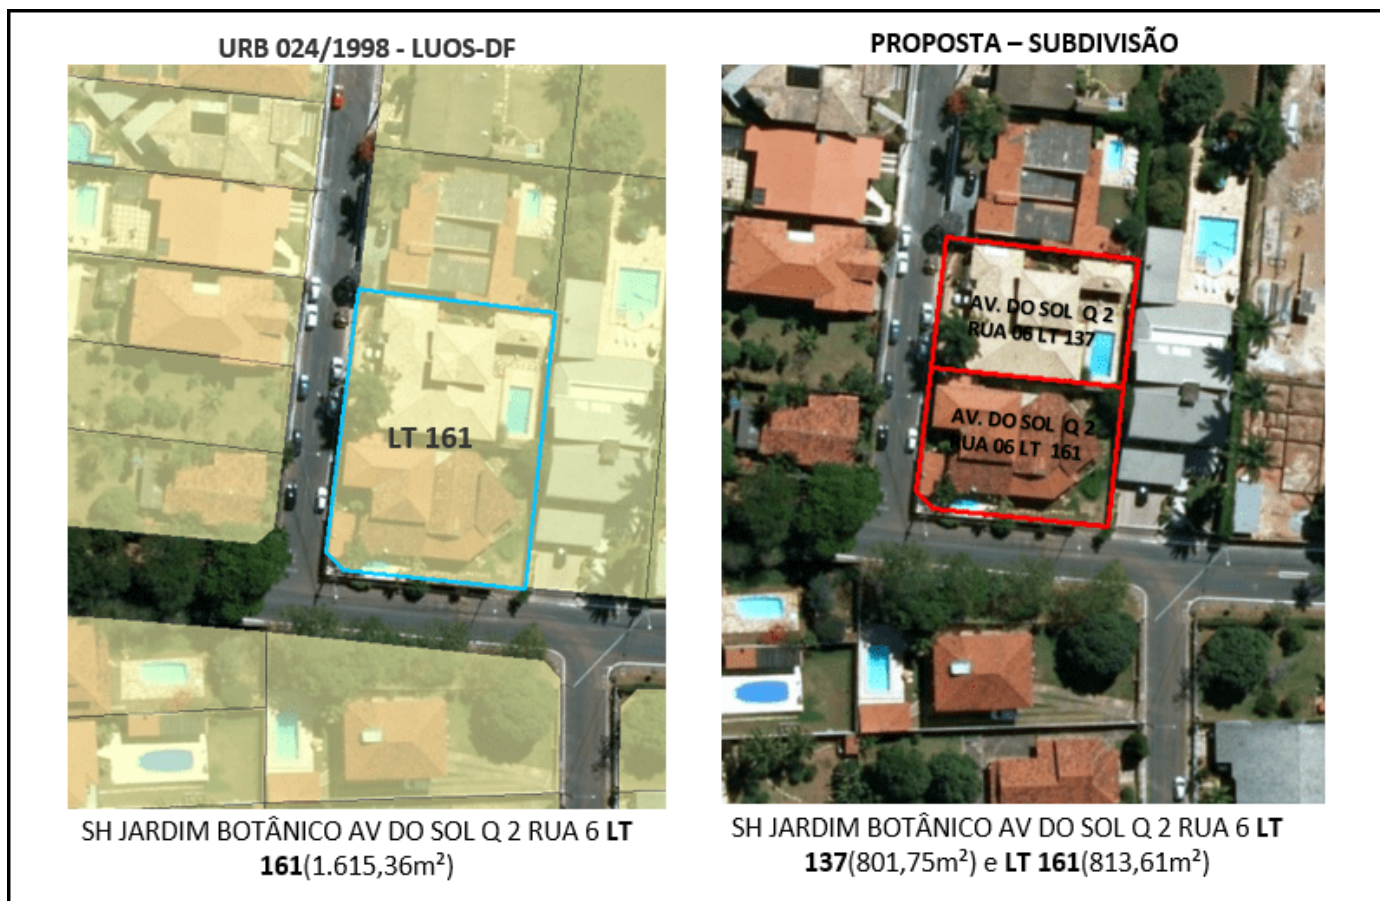 URB 024/1998 - LUOS-DF
LT 161
SH JARDIM BOTÂNICO AV DO SOL Q 2 RUA 6 LT
161(1.615,36m²)
PROPOSTA – SUBDIVISÃO
AV. DO SOL Q 2
RUA 06 LT 137
AV. DO SOL Q 2
RUA 06 LT 161
SH JARDIM BOTÂNICO AV DO SOL Q 2 RUA 6 LT
137(801,75m²) e LT 161(813,61m²)